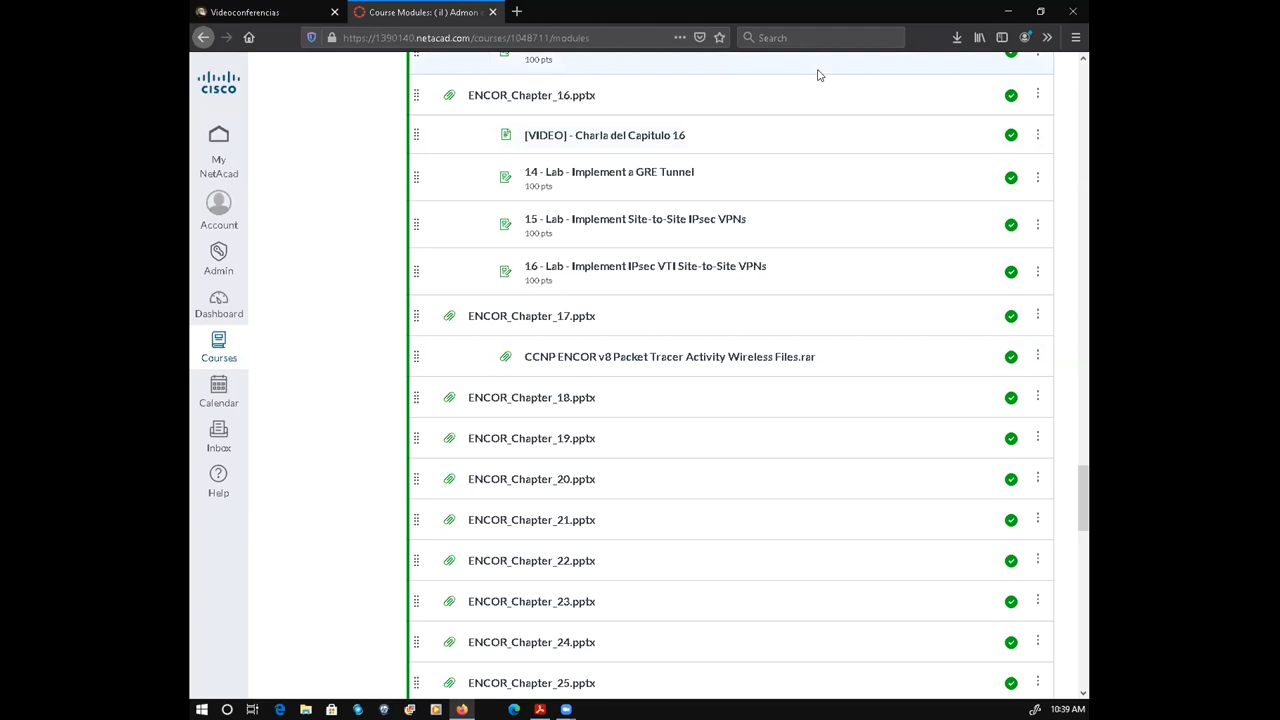 Videoconferencias
Course Modules: ( il ) Admon
https://1390140.netacad.com/courses/1048711/modules
Search
CISCO
My
NetAcad
Account
Admin
Dashboard
Courses
Calendar
Inbox
Help
100 pts
ENCOR_Chapter_16.pptx
[VIDEO] - Charla del Capitulo 16
14 - Lab - Implement a GRE Tunnel
100 pts
15 - Lab - Implement Site-to-Site IPsec VPNs
100 pts
16 - Lab - Implement IPsec VTI Site-to-Site VPNs
100 pts
ENCOR_Chapter_17.pptx
CCNP ENCOR v8 Packet Tracer Activity Wireless Files.rar
ENCOR_Chapter_18.pptx
ENCOR_Chapter_19.pptx
ENCOR_Chapter_20.pptx
ENCOR_Chapter_21.pptx
ENCOR_Chapter_22.pptx
ENCOR_Chapter_23.pptx
ENCOR_Chapter_24.pptx
ENCOR_Chapter_25.pptx
10:39 AM